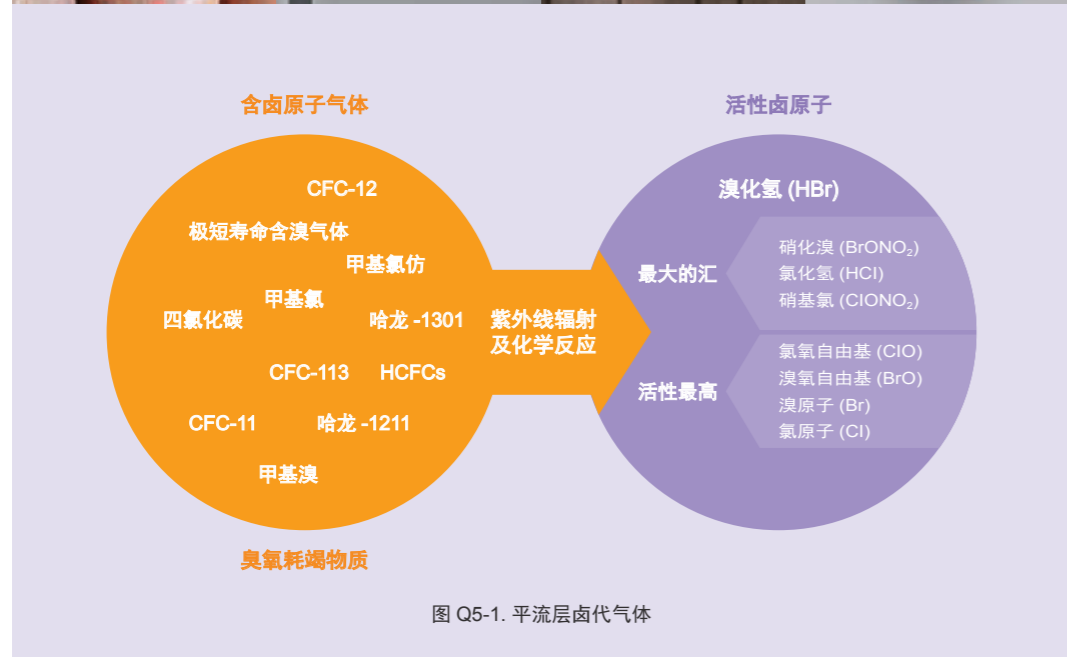 含卤原子气体
活性卤原子
CFC-12
极短寿命含溴气体
甲基氯仿
甲基氯
四氯化碳
哈龙 -1301
CFC-113
HCFCs
CFC-11
哈龙 -1211
甲基溴
臭氧耗竭物质
紫外线辐射
及化学反应
溴化氢 (HBr)
最大的汇
硝化溴 (BrONO₂)
氯化氢 (HCl)
硝基氯 (ClONO₂)
活性最高
氯氧自由基 (ClO)
溴氧自由基 (BrO)
溴原子 (Br)
氯原子 (Cl)
图 Q5-1. 平流层卤代气体